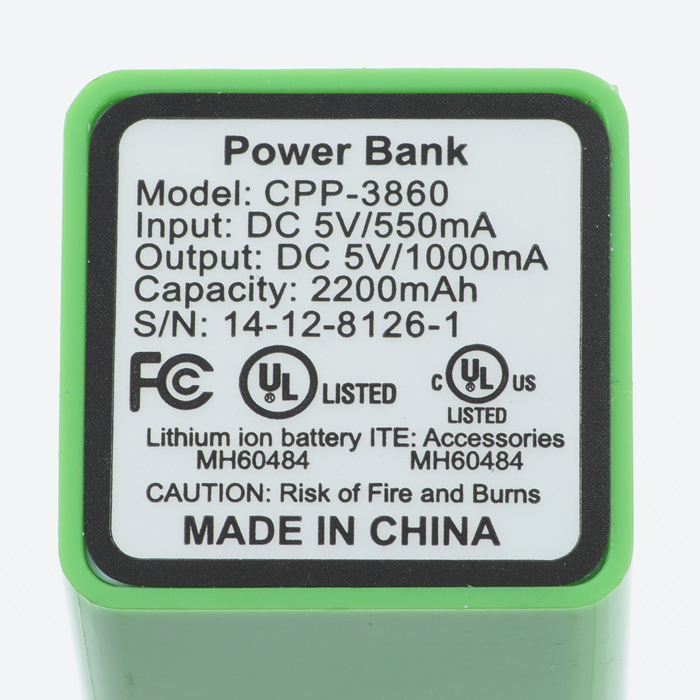 Power Bank
Model: CPP-3860
Input: DC 5V/550mA
Output: DC 5V/1000mA
Capacity: 2200mAh
S/N: 14-12-8126-1
FC UL ® LISTED C UL ® US
LISTED
Lithium ion battery ITE: Accessories
MH60484 MH60484
CAUTION: Risk of Fire and Burns
MADE IN CHINA